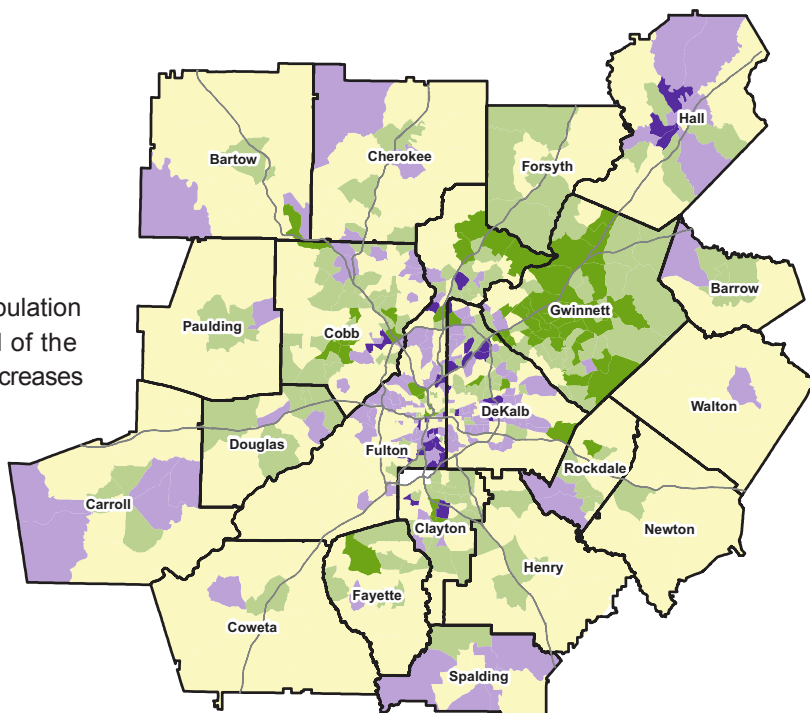 Hall
Bartow
Cherokee
Forsyth
Barrow
pulation
Gwinnett
Paulding
Cobb
l of the
creases
Walton
DeKalb
Douglas
Fulton
Rockdale
Carroll
Clayton
Newton
Henry
Fayette
Coweta
Spalding